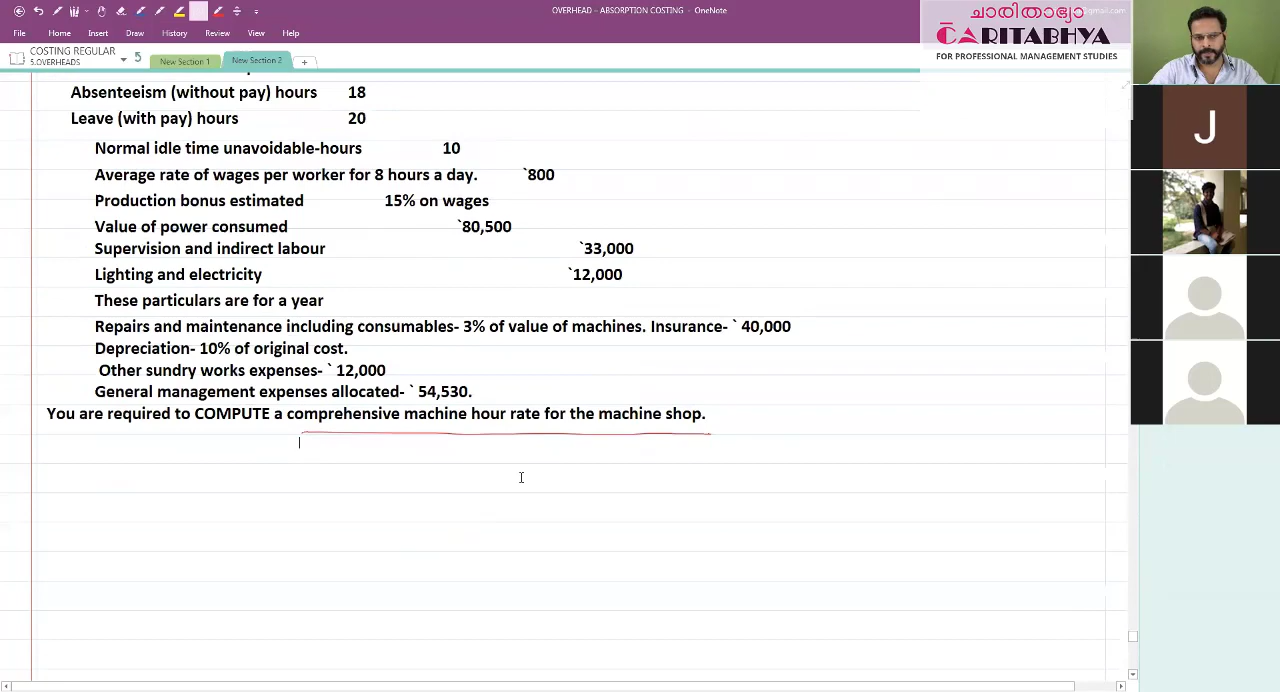 OVERHEAD – ABSORPTION COSTING - OneNote
@gmail.com
ചാരിതാഭ്യാ
CARITABHYA
FOR PROFESSIONAL MANAGEMENT STUDIES
File Home Insert Draw History Review View Help
COSTING REGULAR
5.OVERHEADS
5
New Section 1 New Section 2 +
Absenteeism (without pay) hours 18
Leave (with pay) hours 20
Normal idle time unavoidable-hours 10
Average rate of wages per worker for 8 hours a day. `800
Production bonus estimated 15% on wages
Value of power consumed `80,500
Supervision and indirect labour `33,000
Lighting and electricity `12,000
These particulars are for a year
Repairs and maintenance including consumables- 3% of value of machines. Insurance- ` 40,000
Depreciation- 10% of original cost.
Other sundry works expenses- ` 12,000
General management expenses allocated- ` 54,530.
You are required to COMPUTE a comprehensive machine hour rate for the machine shop.
J